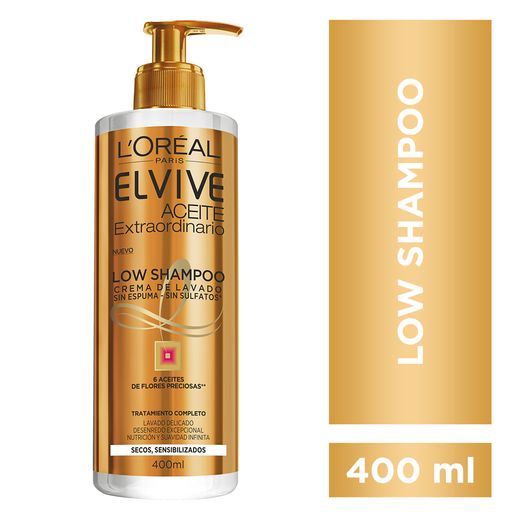 L'ORÉAL
PARIS
ELVIVE
ACEITE
Extraordinario
NUEVO
LOW SHAMPOO
CREMA DE LAVADO
SIN ESPUMA - SIN SULFATOS*
6 ACEITES
DE FLORES PRECIOSAS**
TRATAMIENTO COMPLETO
LAVADO DELICADO
DESENREDO EXCEPCIONAL
NUTRICIÓN Y SUAVIDAD INFINITA
SECOS, SENSIBILIZADOS
400ml
LOW SHAMPOO
400 ml